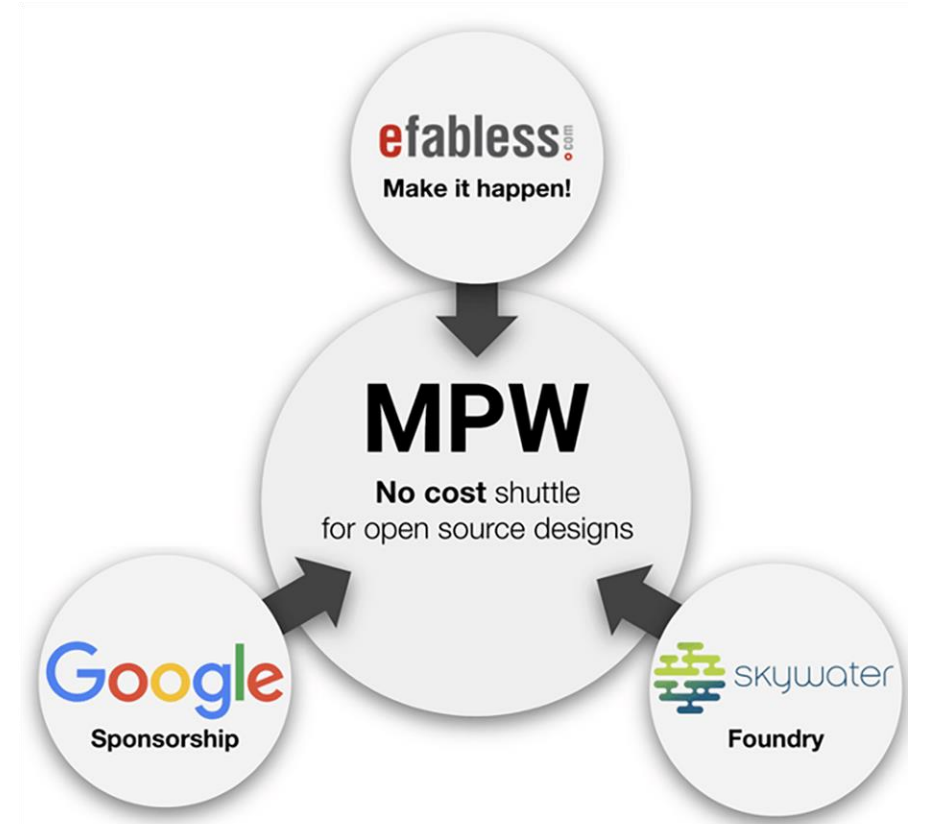 efabless.com
Make it happen!
MPW
No cost shuttle
for open source designs
Google
Sponsorship
skywater
Foundry